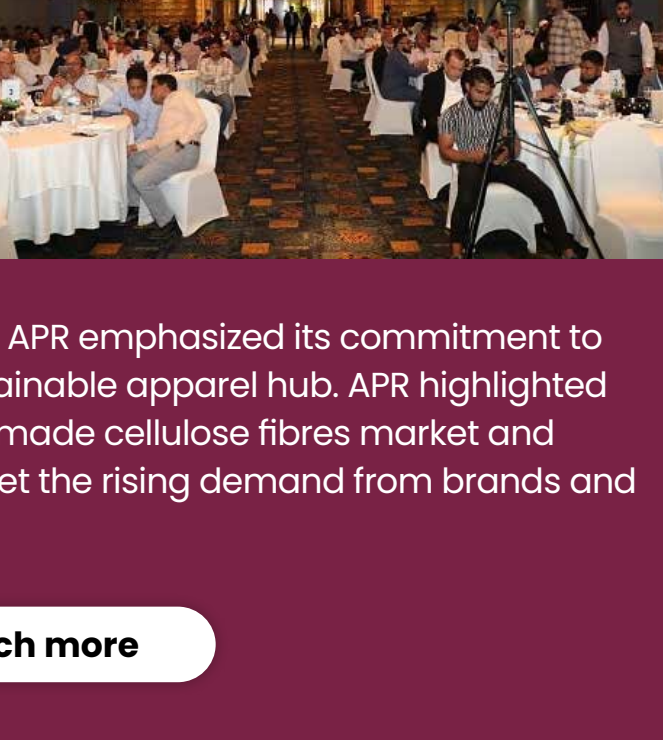 APR emphasized its commitment to
ainable apparel hub. APR highlighted
made cellulose fibres market and
et the rising demand from brands and
ch more